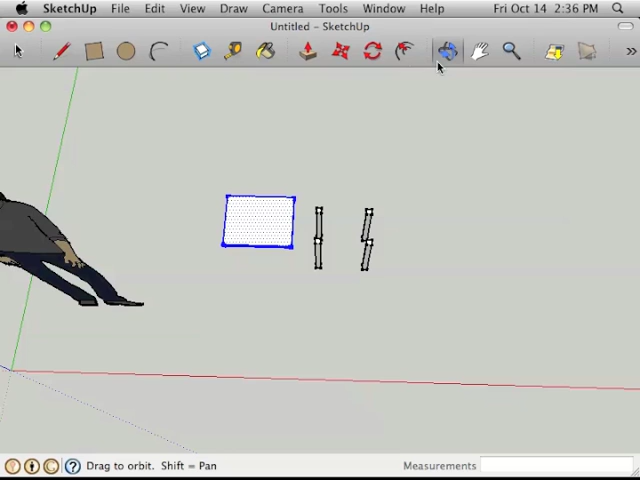 SketchUp File Edit View Draw Camera Tools Window Help Fri Oct 14 2:36 PM
Untitled – SketchUp
Drag to orbit. Shift = Pan Measurements